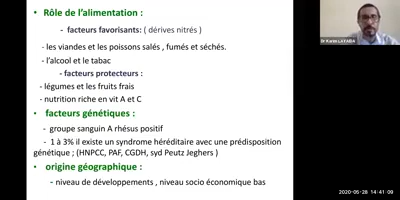 • Rôle de l'alimentation :
- facteurs favorisants: ( dérives nitrés )
- les viandes et les poissons salés , fumés et séchés.
- l'alcool et le tabac
- facteurs protecteurs :
- légumes et les fruits frais
- nutrition riche en vit A et C
• facteurs génétiques :
- groupe sanguin A rhésus positif
- 1 à 3% il existe un syndrome héréditaire avec une prédisposition
génétique ; (HNPCC, PAF, CGDH, syd Peutz Jeghers )
• origine géographique :
- niveau de développements , niveau socio économique bas
2020-05-28 14:41:09